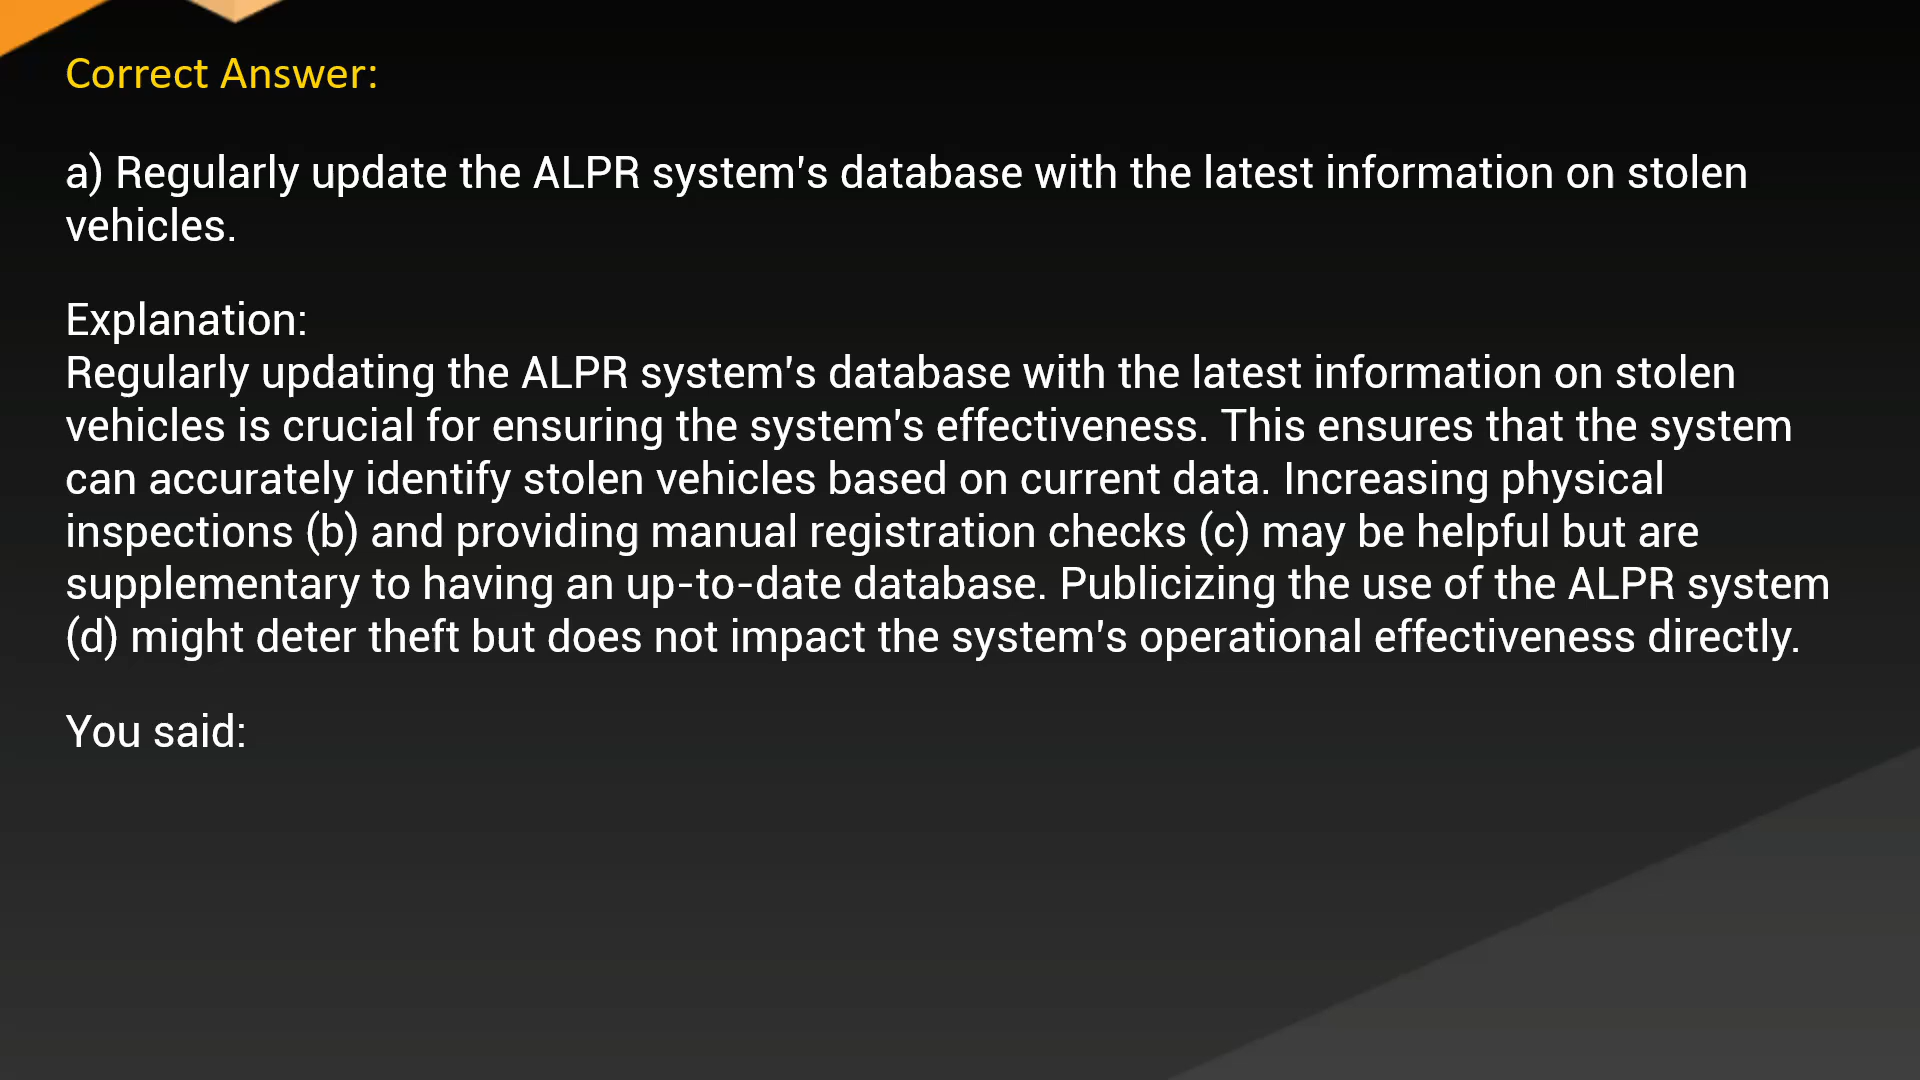 Correct Answer:
a) Regularly update the ALPR system's database with the latest information on stolen
vehicles.
Explanation:
Regularly updating the ALPR system's database with the latest information on stolen
vehicles is crucial for ensuring the system's effectiveness. This ensures that the system
can accurately identify stolen vehicles based on current data. Increasing physical
inspections (b) and providing manual registration checks (c) may be helpful but are
supplementary to having an up-to-date database. Publicizing the use of the ALPR system
(d) might deter theft but does not impact the system's operational effectiveness directly.
You said: